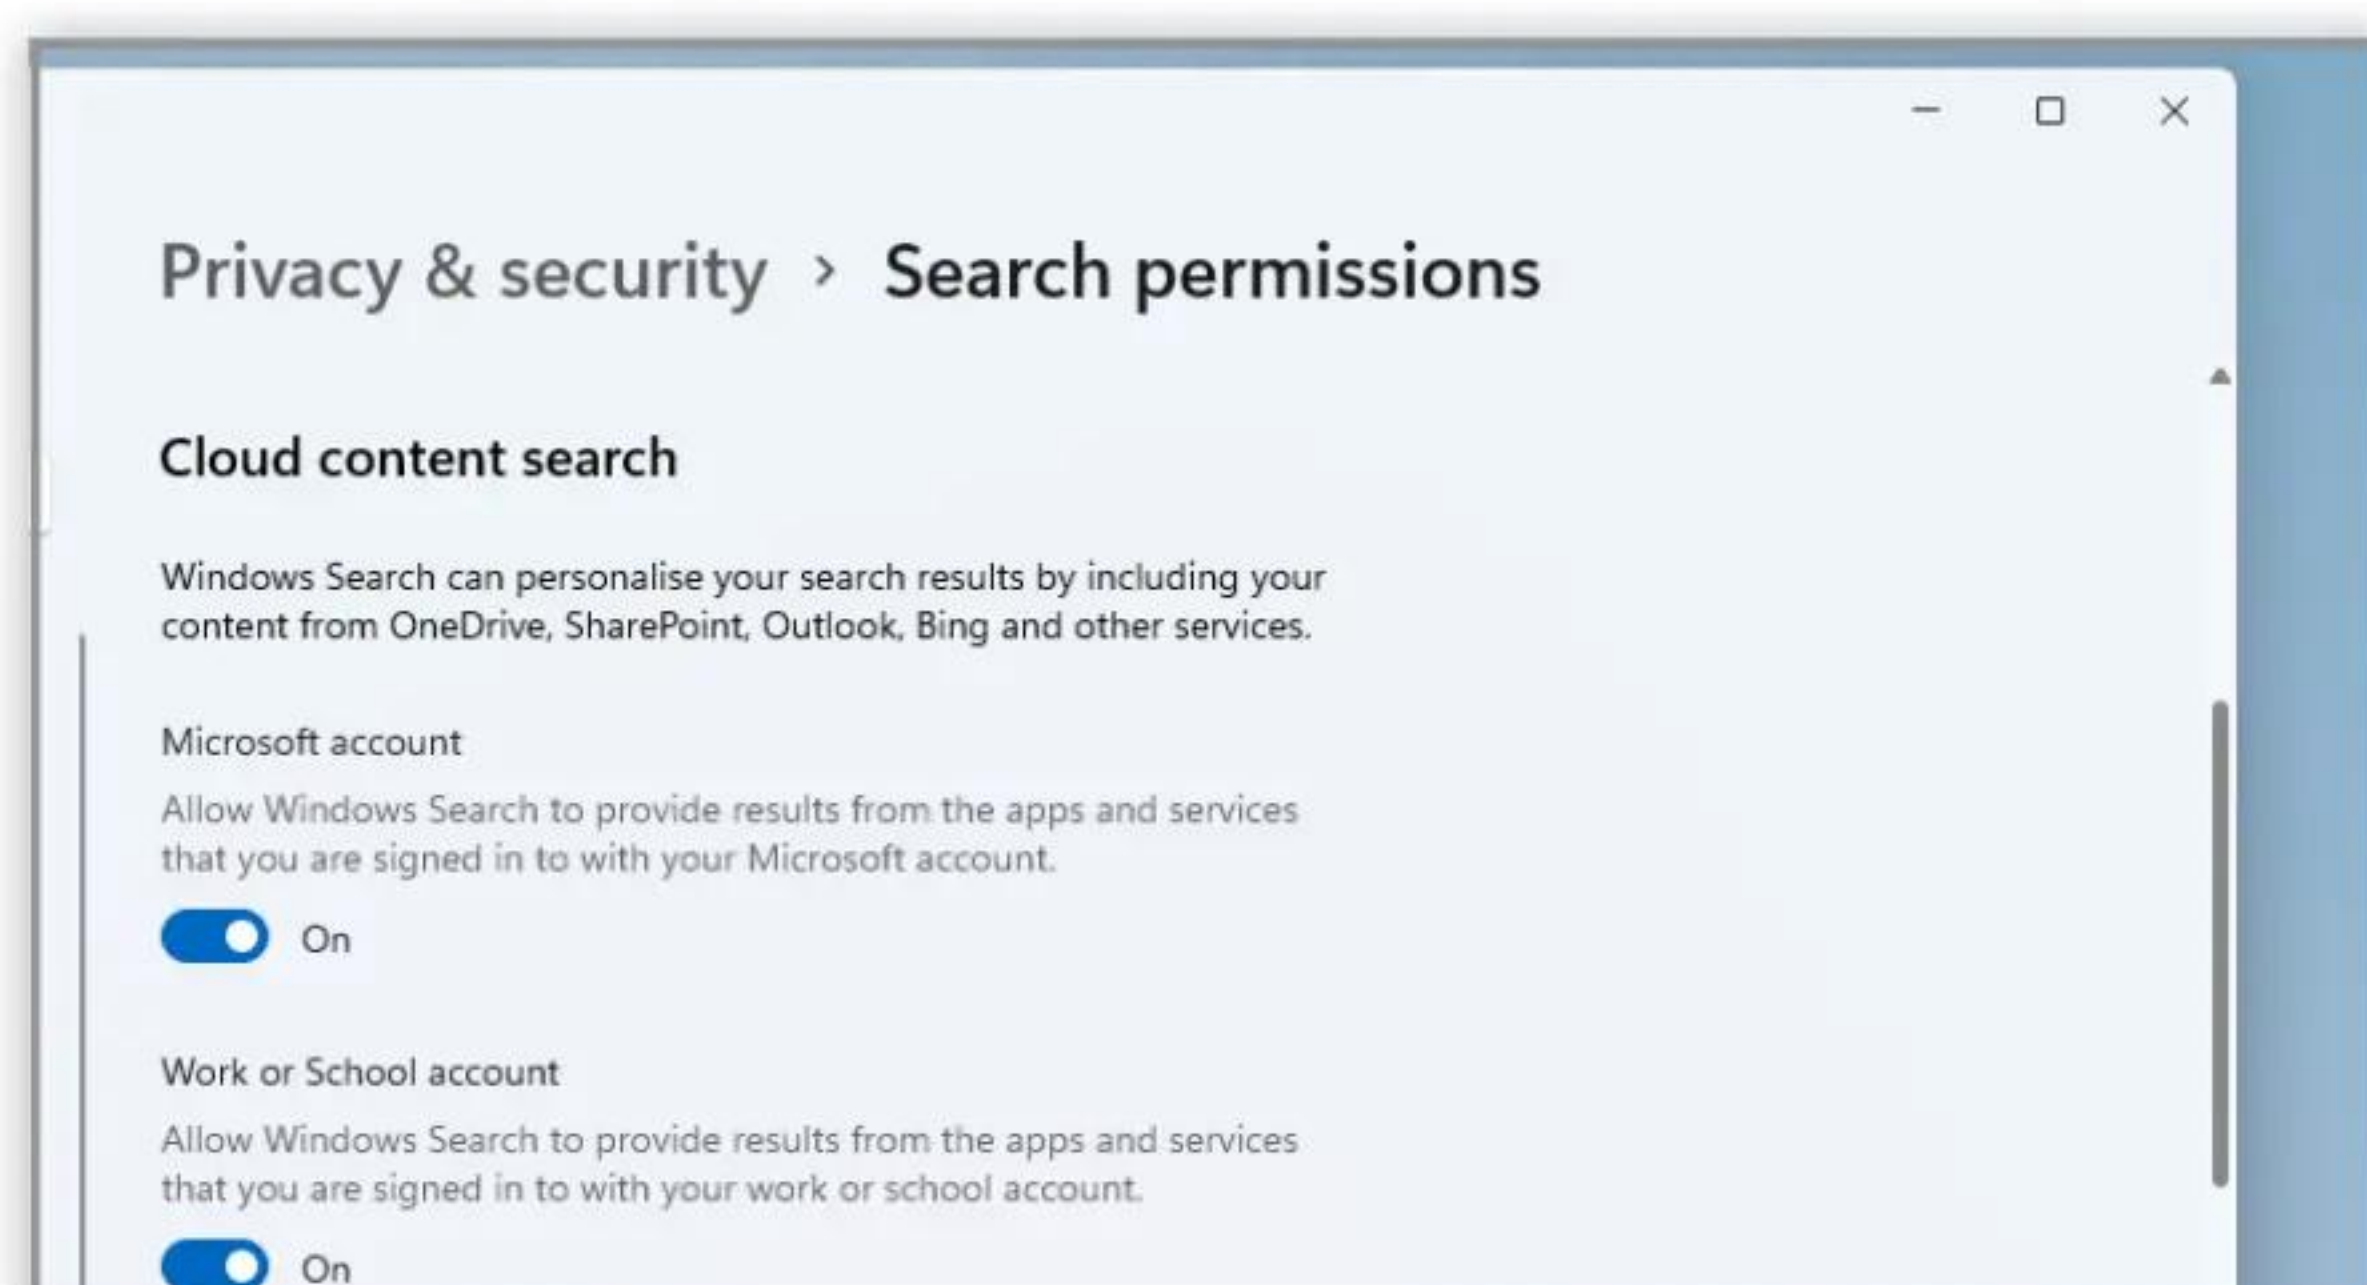 Privacy & security > Search permissions
Cloud content search
Windows Search can personalise your search results by including your
content from OneDrive, SharePoint, Outlook, Bing and other services.
Microsoft account
Allow Windows Search to provide results from the apps and services
that you are signed in to with your Microsoft account.
On
Work or School account
Allow Windows Search to provide results from the apps and services
that you are signed in to with your work or school account.
On